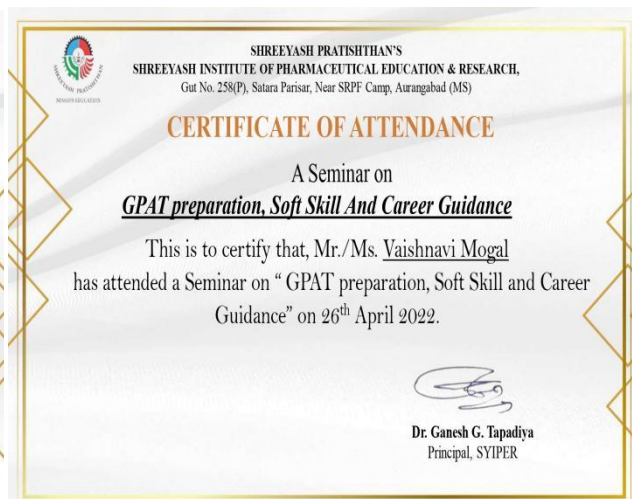 SHREEYASH PRATISHTHAN
SHREEYASH PRATISHTHAN'S
SHREEYASH INSTITUTE OF PHARMACEUTICAL EDUCATION & RESEARCH,
Gut No. 258(P), Satara Parisar, Near SRPF Camp, Aurangabad (MS)
CERTIFICATE OF ATTENDANCE
A Seminar on
GPAT preparation, Soft Skill And Career Guidance
This is to certify that, Mr./Ms. Vaishnavi Mogal
has attended a Seminar on “ GPAT preparation, Soft Skill and Career
Guidance” on 26th April 2022.
Dr. Ganesh G. Tapadiya
Principal, SYIPER